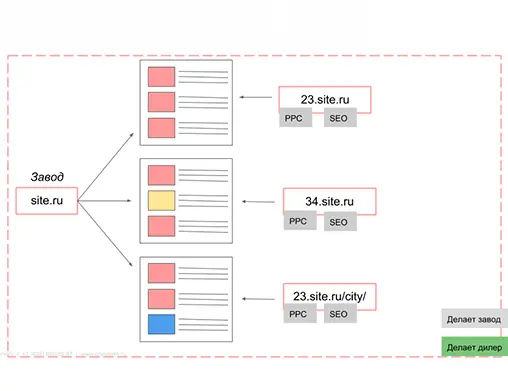 23.site.ru
PPC SEO
Завод
site.ru
34.site.ru
PPC SEO
23.site.ru/city/
PPC SEO
Делает завод
Делает дилер